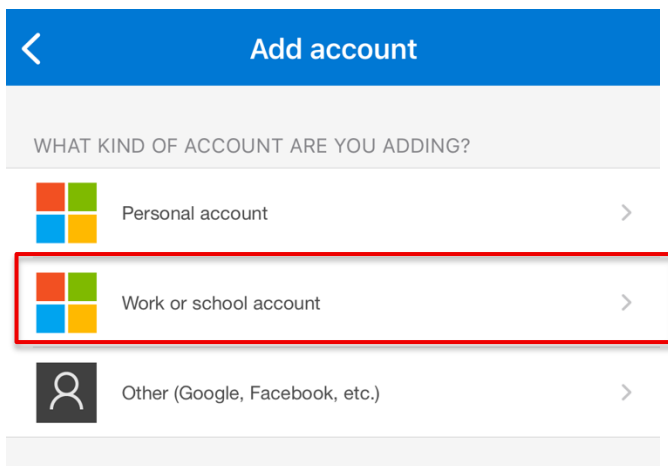 Add account
WHAT KIND OF ACCOUNT ARE YOU ADDING?
Personal account
Work or school account
Other (Google, Facebook, etc.)